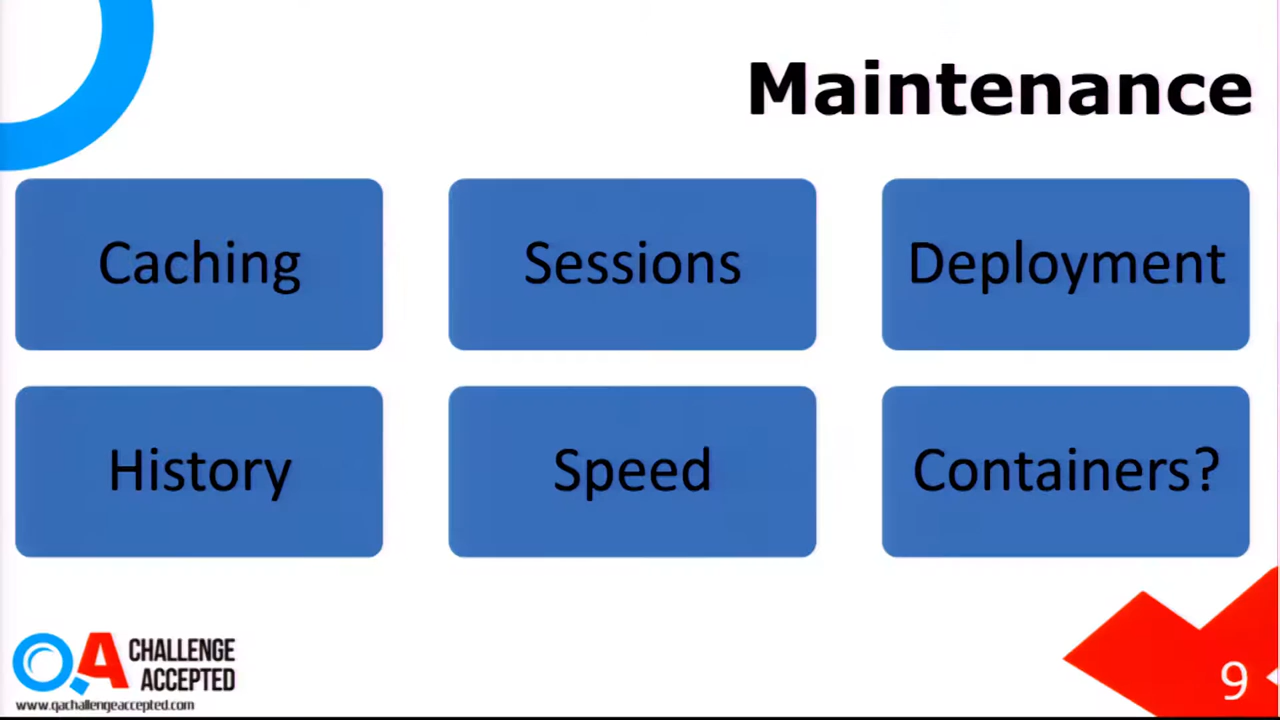 Maintenance
Caching
Sessions
Deployment
History
Speed
Containers?
QA CHALLENGE
ACCEPTED
www.qachallengeaccepted.com
9